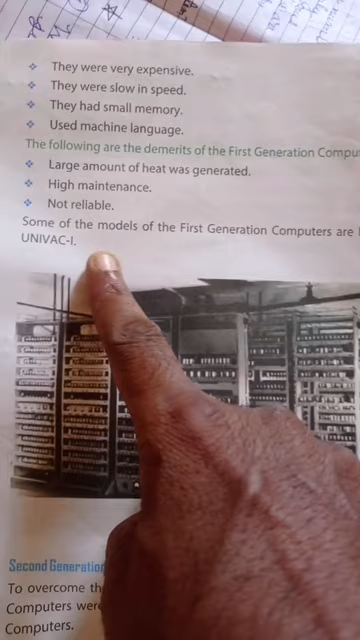 They were very expensive.
They were slow in speed.
They had small memory.
Used machine language.
The following are the demerits of the First Generation
Large amount of heat was generated.
High maintenance.
Not reliable.
Some of the models of the First Generation Computers are
UNIVAC-I.
Second Generation
To overcome
Computers were
Computers.